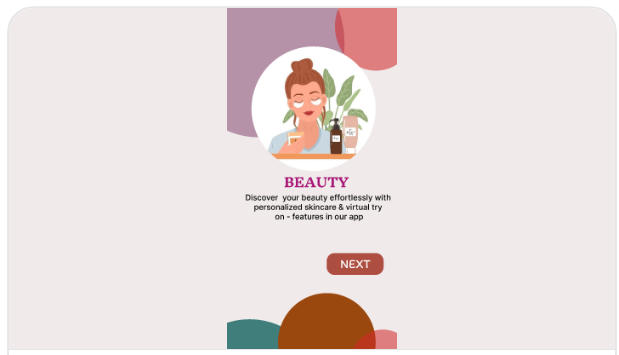 BEAUTY
Discover your beauty effortlessly with
personalized skincare & virtual try
on - features in our app
NEXT